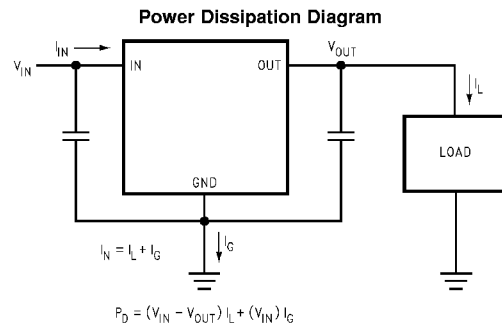 Power Dissipation Diagram
I_IN
V_IN
IN
OUT
V_OUT
I_L
LOAD
GND
I_G
I_N = I_L + I_G
P_D = (V_IN − V_OUT) I_L + (V_IN) I_G